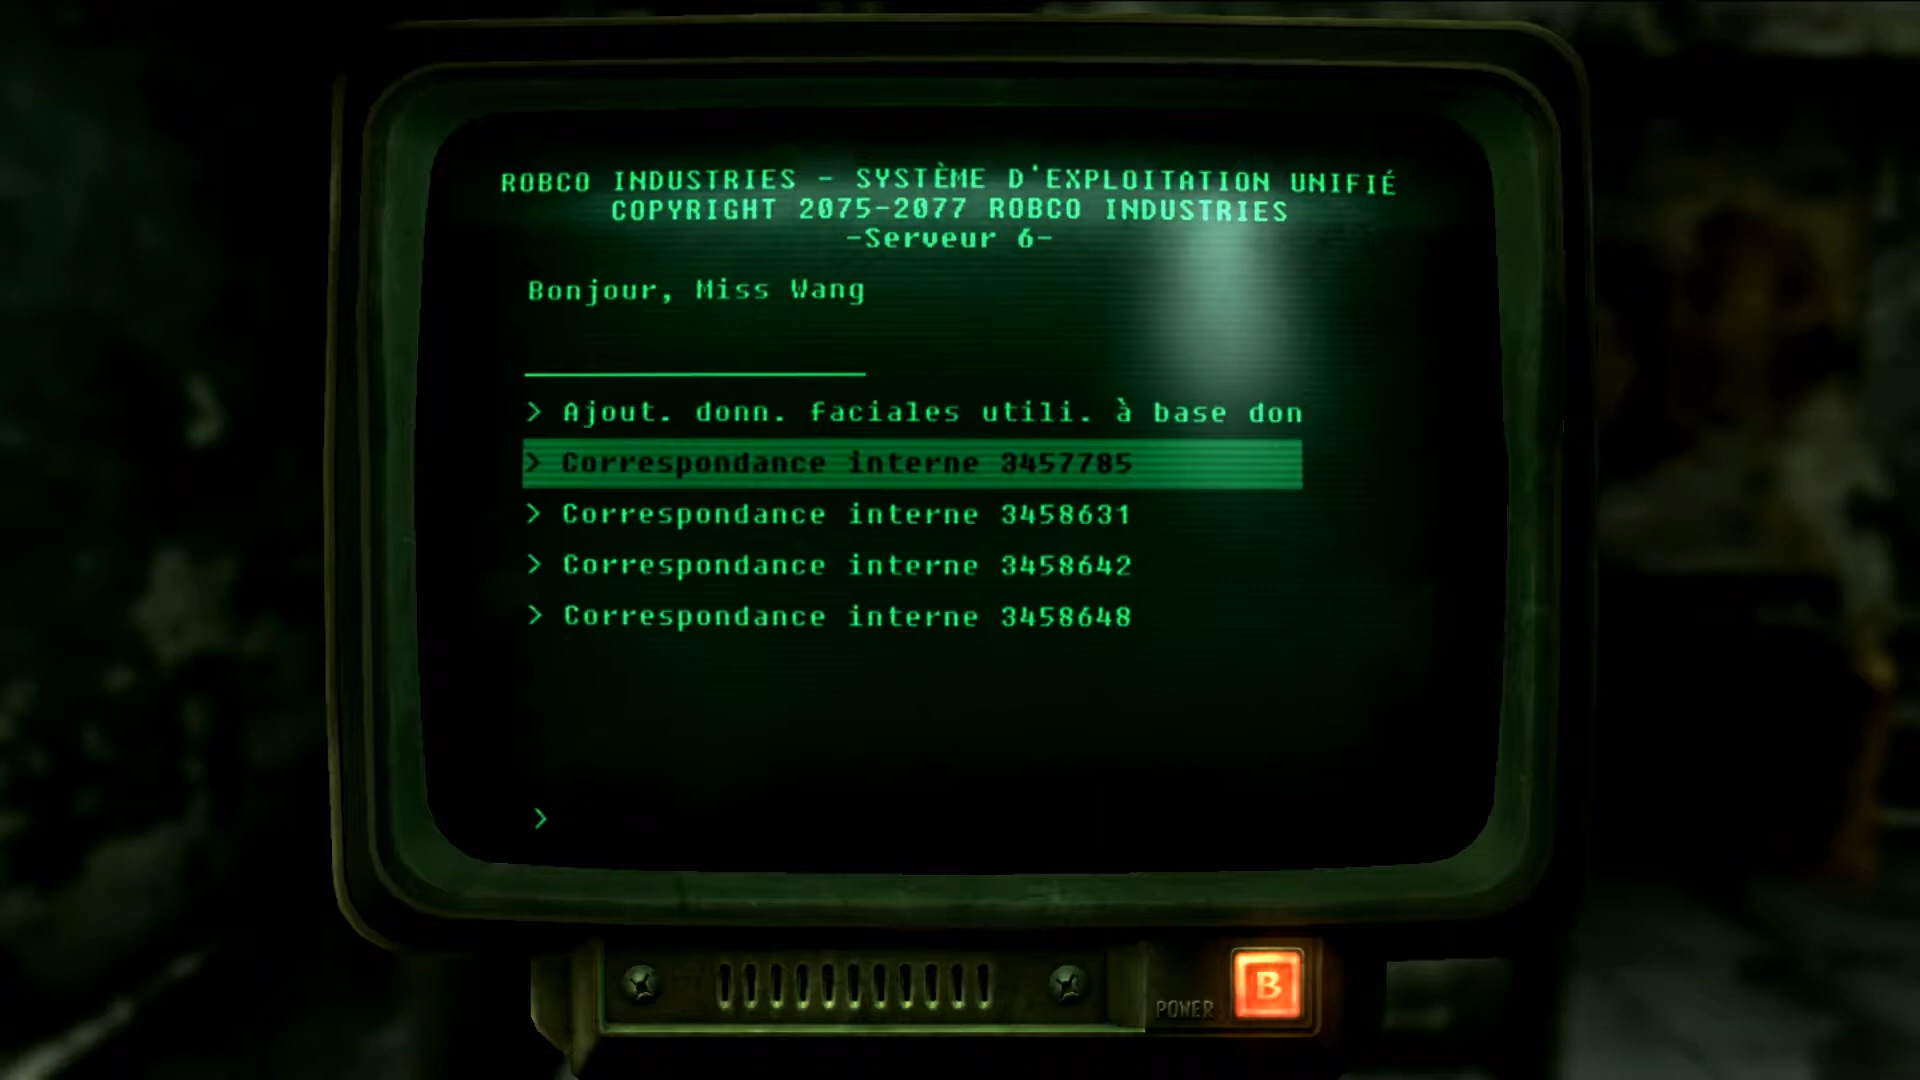 ROBCO INDUSTRIES - SYSTÈME D'EXPLOITATION UNIFIÉ
COPYRIGHT 2075-2077 ROBCO INDUSTRIES
-Serveur 6-
Bonjour, Miss Wang
> Ajout. donn. faciales utili. à base don
> Correspondance interne 3457785
> Correspondance interne 3458631
> Correspondance interne 3458642
> Correspondance interne 3458648
>
POWER
B